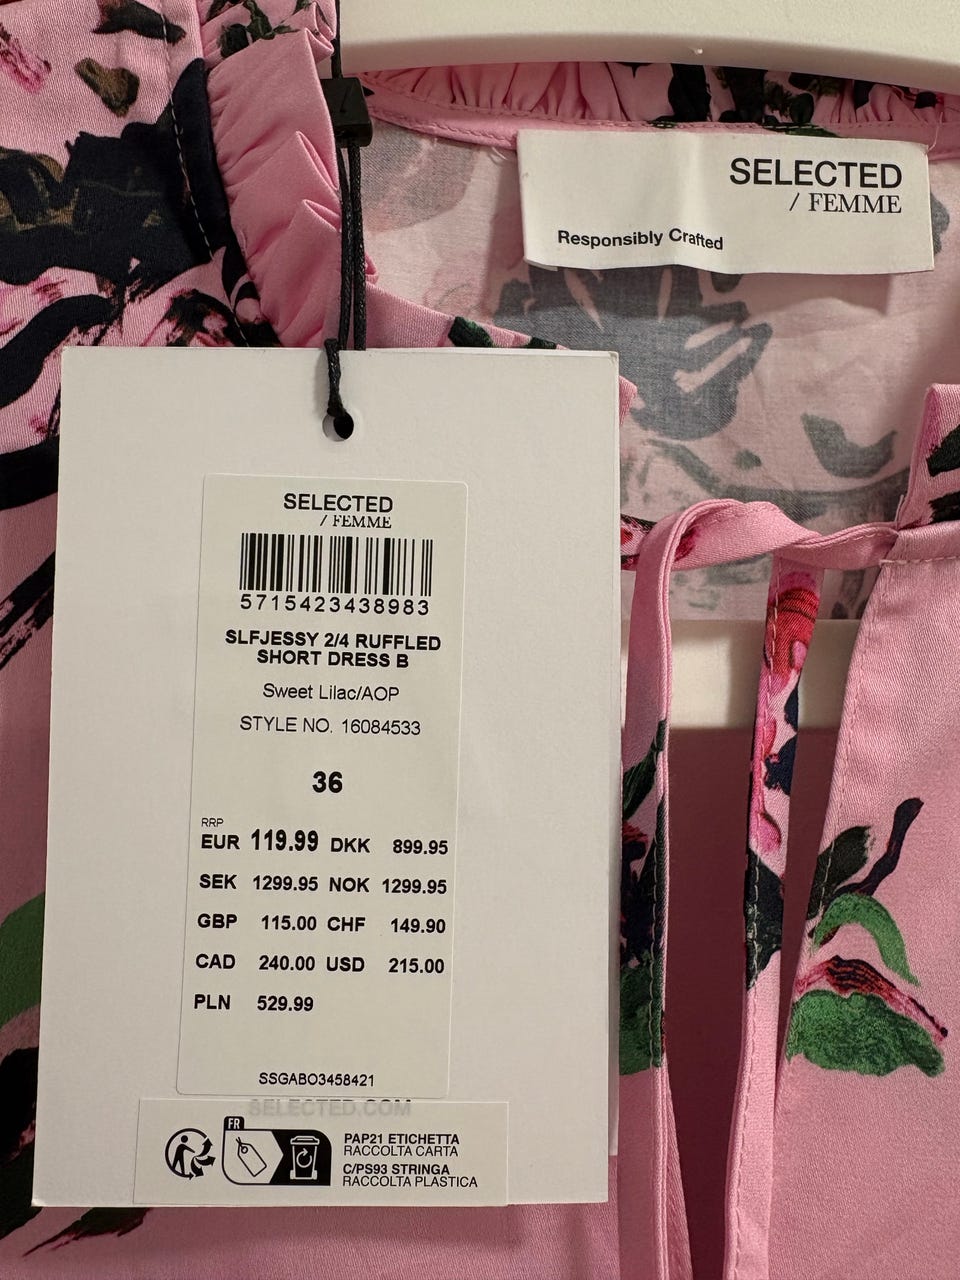 SELECTED
/ FEMME
Responsibly Crafted
SELECTED
/ FEMME
5715423438983
SLFJESSY 2/4 RUFFLED
SHORT DRESS B
Sweet Lilac/AOP
STYLE NO. 16084533
36
RRP
EUR 119.99 DKK 899.95
SEK 1299.95 NOK 1299.95
GBP 115.00 CHF 149.90
CAD 240.00 USD 215.00
PLN 529.99
SSGABO3458421
SELECTED.COM
FR
PAP21 ETICHETTA
RACCOLTA CARTA
C/PS93 STRINGA
RACCOLTA PLASTICA